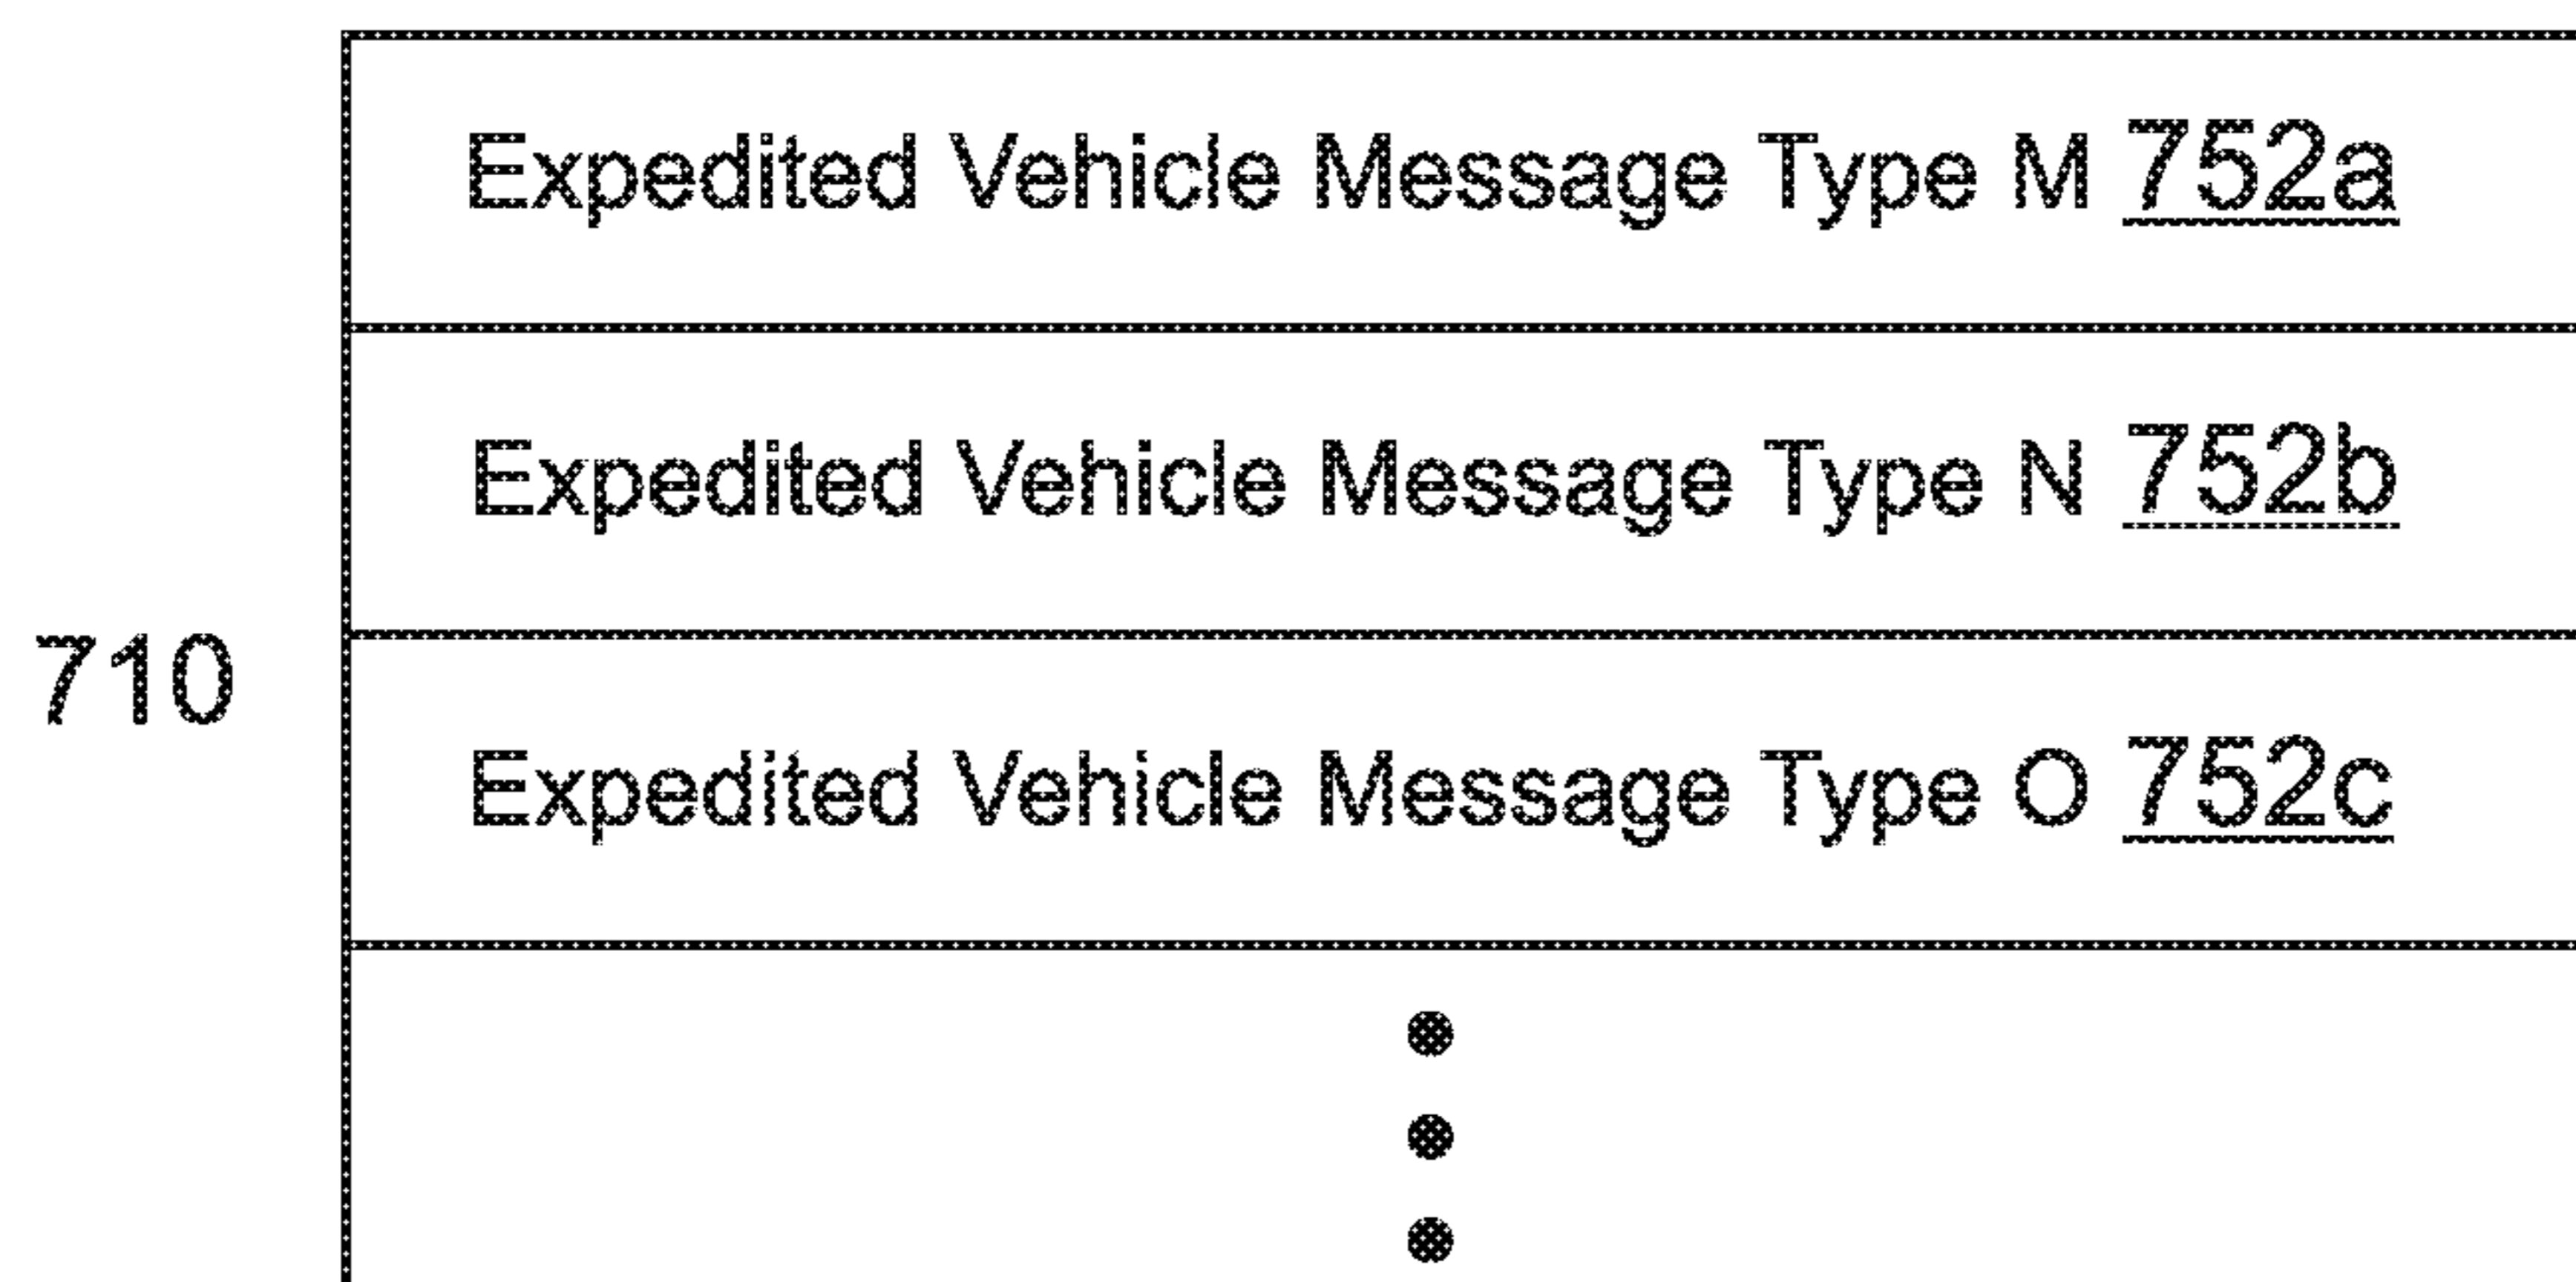 Expedited Vehicle Message Type M 752a
Expedited Vehicle Message Type N 752b
710
Expedited Vehicle Message Type O 752c